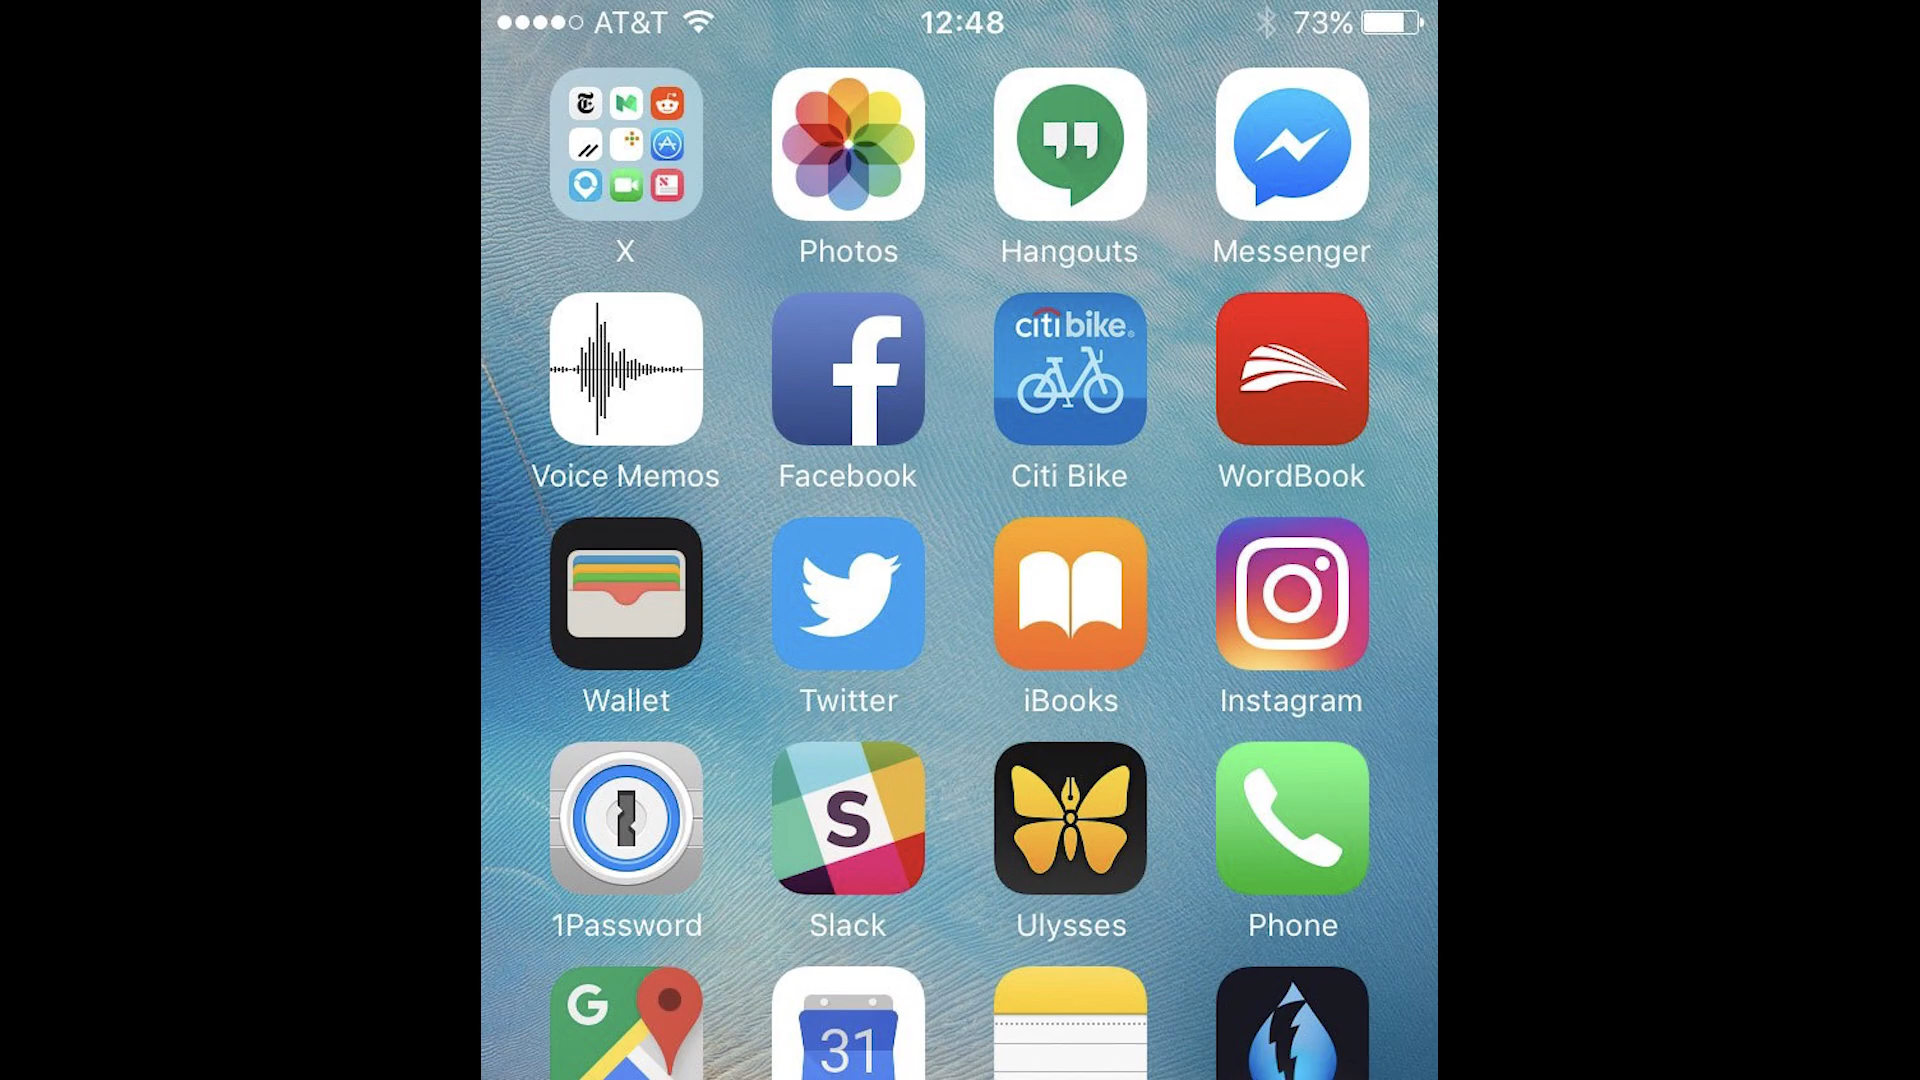 AT&T 12:48 73%
X Photos Hangouts Messenger
citi bike
Voice Memos Facebook Citi Bike WordBook
Wallet Twitter iBooks Instagram
S
1Password Slack Ulysses Phone
G
31